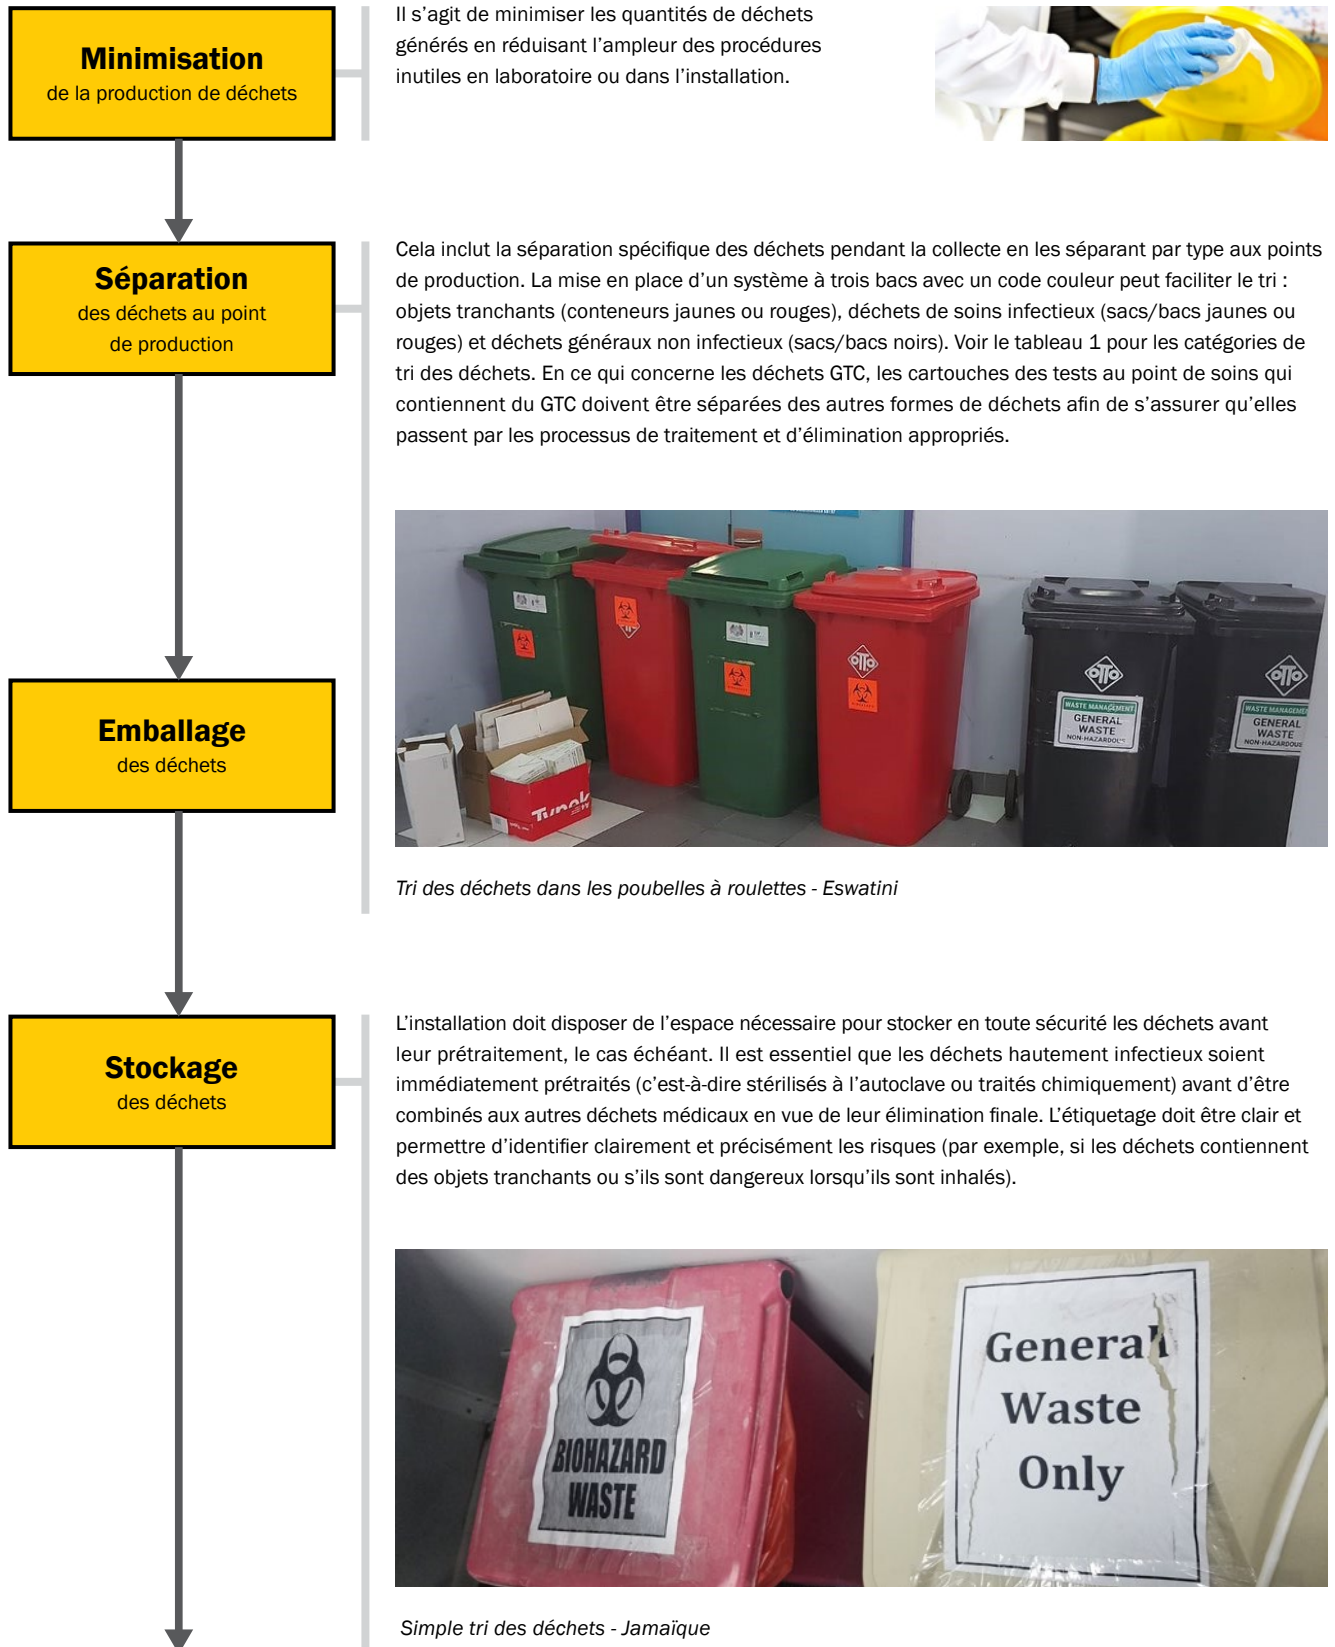 Minimisation
de la production de déchets
Il s’agit de minimiser les quantités de déchets
générés en réduisant l’ampleur des procédures
inutiles en laboratoire ou dans l’installation.
Séparation
des déchets au point
de production
Cela inclut la séparation spécifique des déchets pendant la collecte en les séparant par type aux points
de production. La mise en place d’un système à trois bacs avec un code couleur peut faciliter le tri :
objets tranchants (conteneurs jaunes ou rouges), déchets de soins infectieux (sacs/bacs jaunes ou
rouges) et déchets généraux non infectieux (sacs/bacs noirs). Voir le tableau 1 pour les catégories de
tri des déchets. En ce qui concerne les déchets GTC, les cartouches des tests au point de soins qui
contiennent du GTC doivent être séparées des autres formes de déchets afin de s’assurer qu’elles
passent par les processus de traitement et d’élimination appropriés.
Emballage
des déchets
OTTO
OTTO
OTTO
WASTE MANAGEMENT
GENERAL
WASTE
NON-HAZARDOUS
WASTE MANAGEMEN
GENERAL
WASTE
NON-HAZARDOUS
Typek
Tri des déchets dans les poubelles à roulettes - Eswatini
Stockage
des déchets
L’installation doit disposer de l’espace nécessaire pour stocker en toute sécurité les déchets avant
leur prétraitement, le cas échéant. Il est essentiel que les déchets hautement infectieux soient
immédiatement prétraités (c’est-à-dire stérilisés à l’autoclave ou traités chimiquement) avant d’être
combinés aux autres déchets médicaux en vue de leur élimination finale. L’étiquetage doit être clair et
permettre d’identifier clairement et précisément les risques (par exemple, si les déchets contiennent
des objets tranchants ou s’ils sont dangereux lorsqu’ils sont inhalés).
BIOHAZARD
WASTE
General
Waste
Only
Simple tri des déchets - Jamaïque